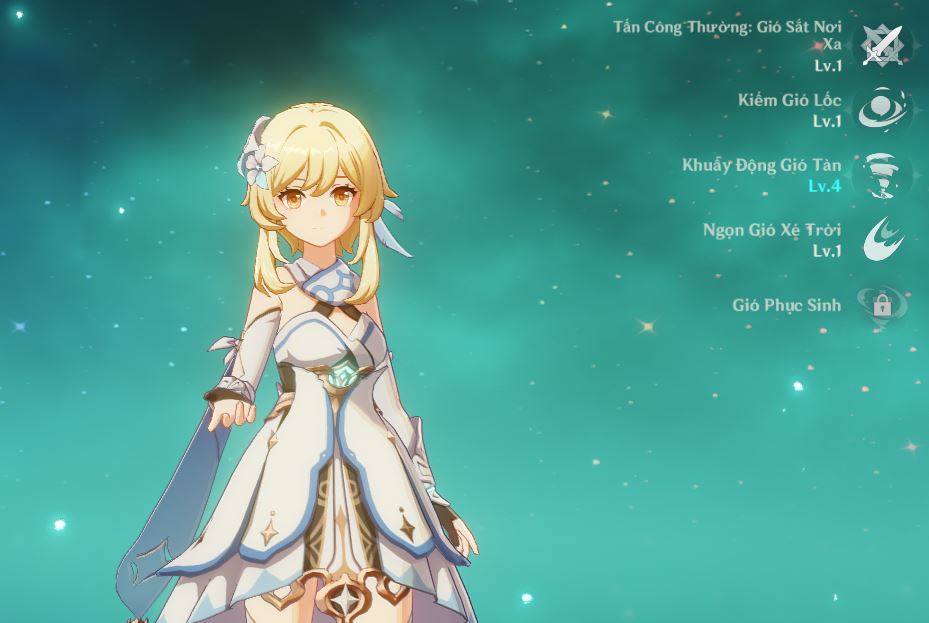 Tấn Công Thường: Gió Sắt Nơi
Xa
Lv.1
Kiếm Gió Lốc
Lv.1
Khuấy Động Gió Tàn
Lv.4
Ngọn Gió Xẻ Trời
Lv.1
Gió Phục Sinh